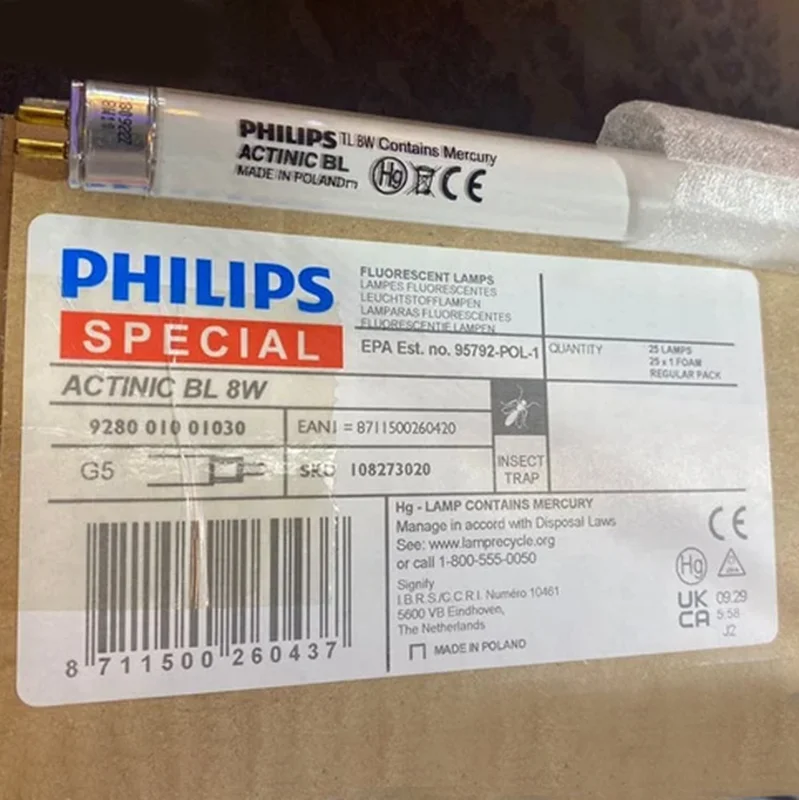 PHILIPS TL 8W Contains Mercury
ACTINIC BL
MADE IN POLAND
Hg CE
PHILIPS
SPECIAL
FLUORESCENT LAMPS
LAMPES FLUORESCENTES
LEUCHTSTOFFLAMPEN
LAMPARAS FLUORESCENTES
FLUORESCENTIE LAMPEN
EPA Est. no. 95792-POL-1
QUANTITY
25 LAMPS
25 x 1 FOAM
REGULAR PACK
ACTINIC BL 8W
9280 010 01030
EAN1 = 8711500260420
G5
SKU 108273020
INSECT
TRAP
Hg - LAMP CONTAINS MERCURY
Manage in accord with Disposal Laws
See: www.lamprecycle.org
or call 1-800-555-0050
Signify
I.B.R.S./C.C.R.I. Numéro 10461
5600 VB Eindhoven,
The Netherlands
MADE IN POLAND
CE
Hg
UK
CA
09:29
5:58
J2
8 711500 260437